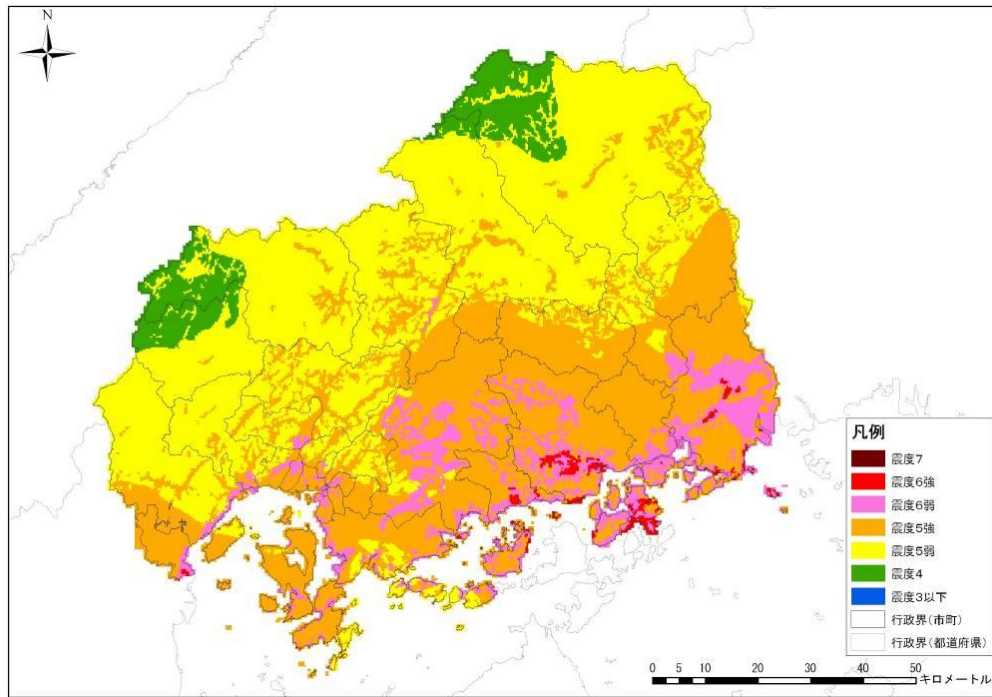 N
凡例
震度7
震度6強
震度6弱
震度5強
震度5弱
震度4
震度3以下
行政界(市町)
行政界(都道府県)
0 5 10 20 30 40 50 キロメートル